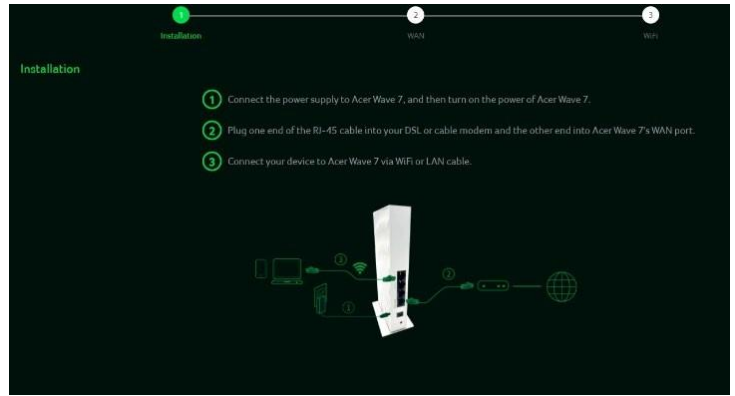 1 2 3
Installation WAN WiFi
Installation
1 Connect the power supply to Acer Wave 7, and then turn on the power of Acer Wave 7.
2 Plug one end of the RJ-45 cable into your DSL or cable modem and the other end into Acer Wave 7's WAN port.
3 Connect your device to Acer Wave 7 via WiFi or LAN cable.
3
2
1